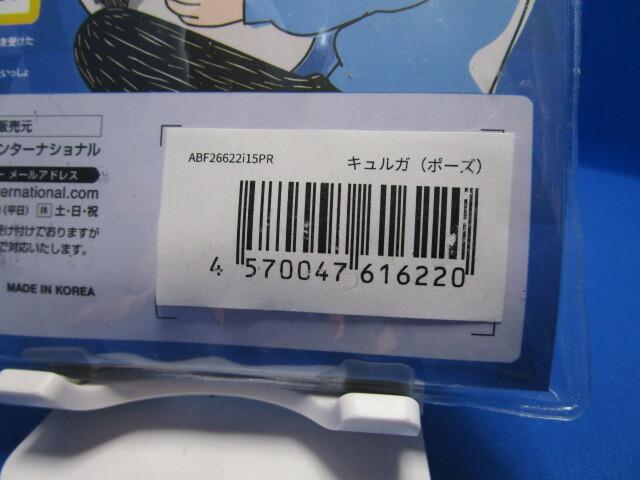 を受けた
といっしょ
販売元
ンターナショナル
メールアドレス
ernational.com
(平日) 休 土・日・祝
受け付けておりますが
で対応いたします。
MADE IN KOREA
ABF26622i15PR
キュルガ（ポーズ）
4 570047 616220